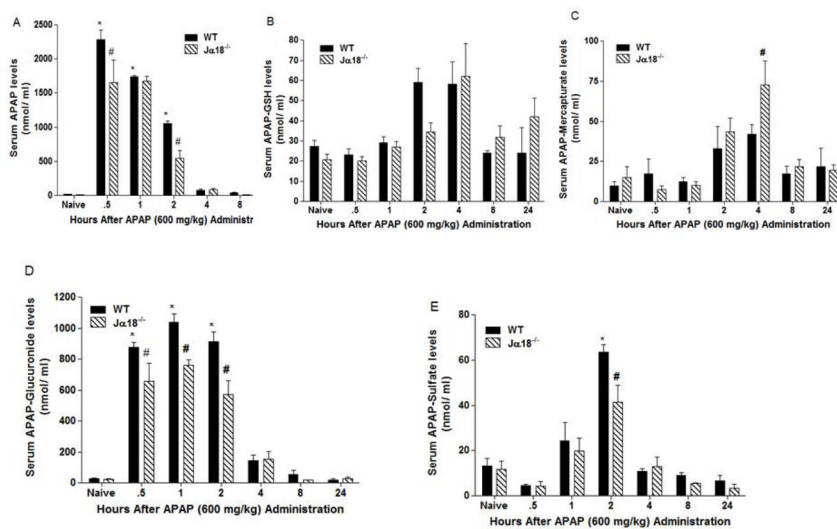 A
WT
Jα18-/-
Serum APAP levels
(nmol/ ml)
2500
2000
1500
1000
500
0
*
#
*
*
#
Naive .5 1 2 4 8
Hours After APAP (600 mg/kg) Administr
B
WT
Jα18-/-
Serum APAP-GSH levels
(nmol/ ml)
80
70
60
50
40
30
20
10
0
Naive .5 1 2 4 8 24
Hours After APAP (600 mg/kg) Administration
C
WT
Jα18-/-
Serum APAP-Mercapturate levels
(nmol/ ml)
100
75
50
25
0
#
Naive .5 1 2 4 8 24
Hours After APAP (600 mg/kg) Administration
D
WT
Jα18-/-
Serum APAP-Glucuronide levels
(nmol/ ml)
1200
1000
800
600
400
200
0
*
#
*
#
*
#
Naive .5 1 2 4 8 24
Hours After APAP (600 mg/kg) Administration
E
WT
Jα18-/-
Serum APAP-Sulfate levels
(nmol/ ml)
80
60
40
20
0
*
#
Naive .5 1 2 4 8 24
Hours After APAP (600 mg/kg) Administration